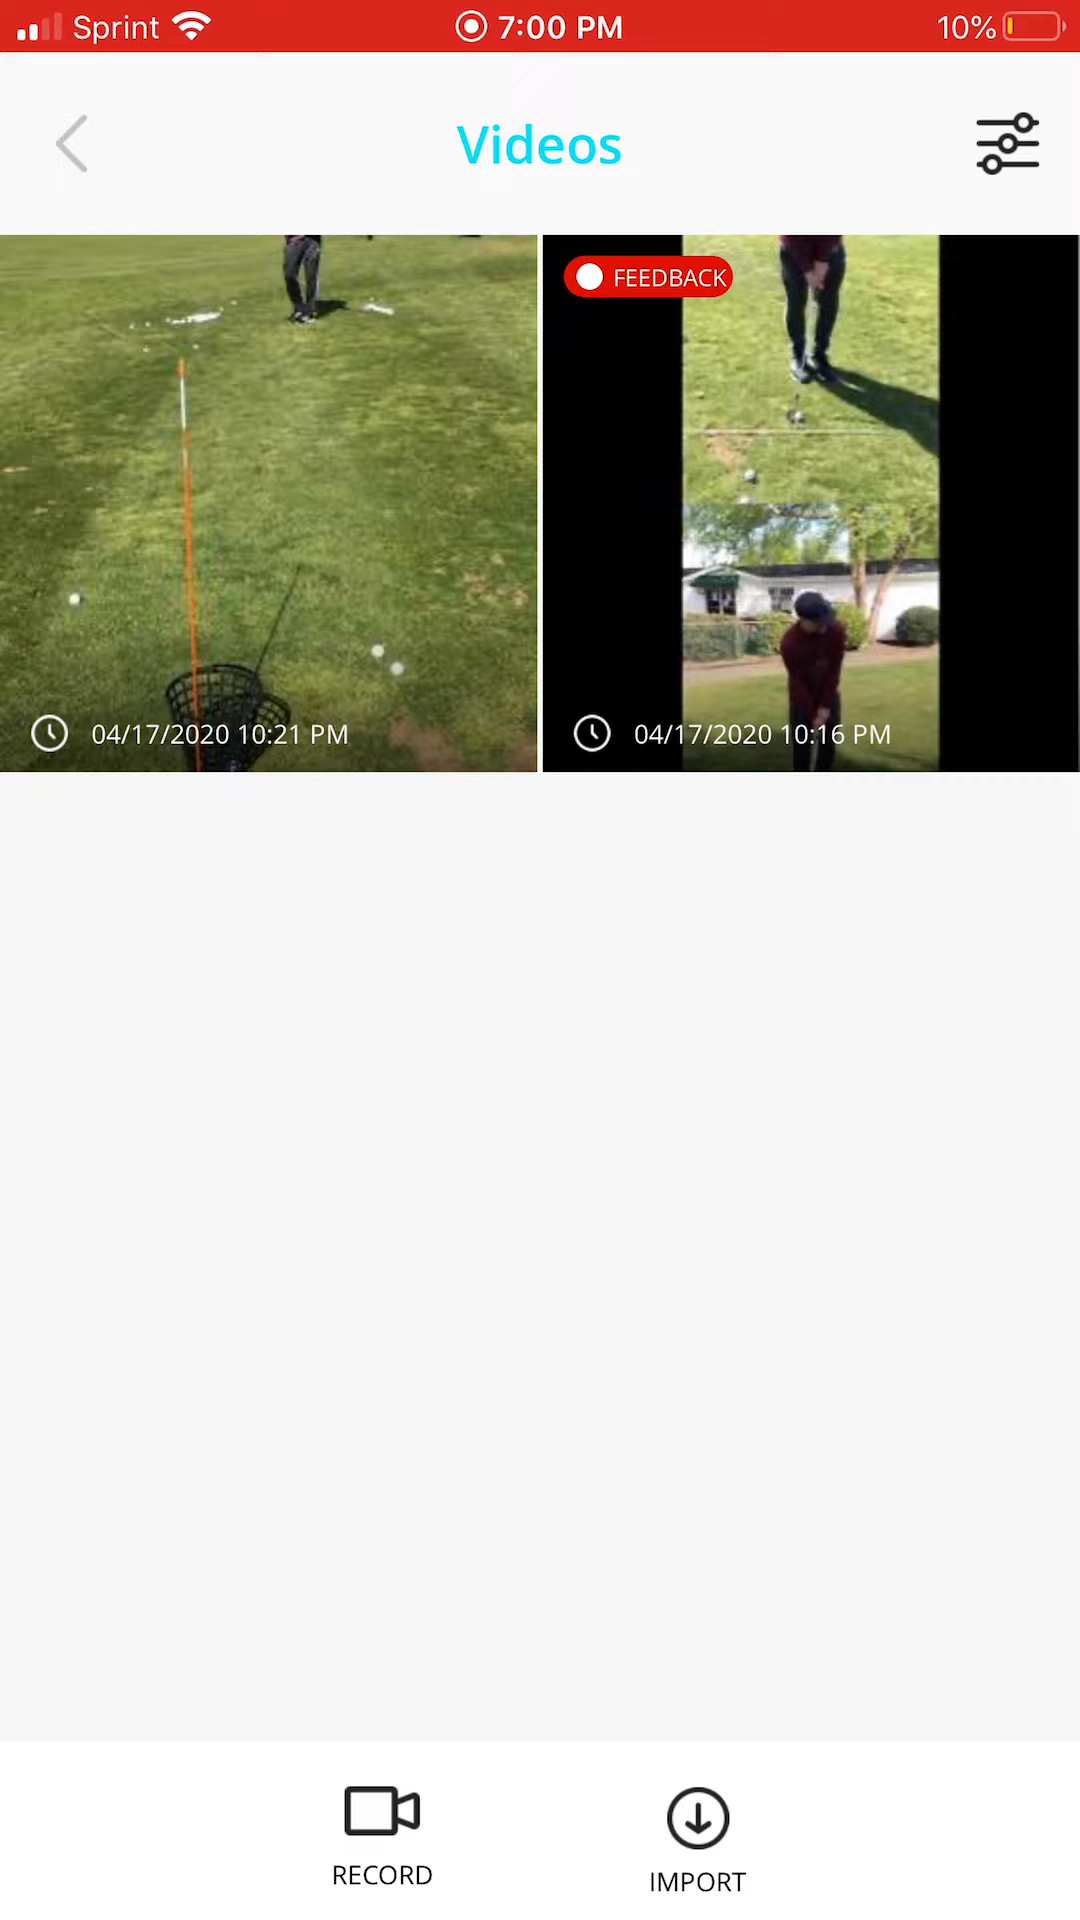 Sprint 7:00 PM 10%
Videos
FEEDBACK
04/17/2020 10:21 PM
04/17/2020 10:16 PM
RECORD
IMPORT